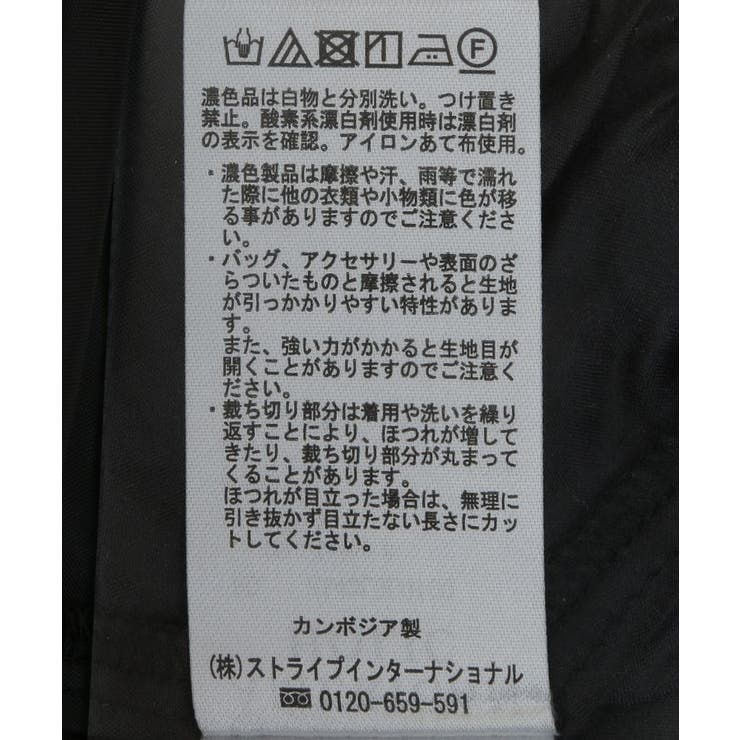 濃色品は白物と分別洗い。つけ置き
禁止。酸素系漂白剤使用時は漂白剤
の表示を確認。アイロンあて布使用。
・濃色製品は摩擦や汗、雨等で濡れ
た際に他の衣類や小物類に色が移
る事がありますのでご注意くださ
い。
・バッグ、アクセサリーや表面のざ
らついたものと摩擦されると生地
が引っかかりやすい特性がありま
す。
また、強い力がかかると生地目が
開くことがありますのでご注意く
ださい。
・裁ち切り部分は着用や洗いを繰り
返すことにより、ほつれが増して
きたり、裁ち切り部分が丸まって
くることがあります。
ほつれが目立った場合は、無理に
引き抜かず目立たない長さにカッ
トしてください。
カンボジア製
(株)ストライプインターナショナル
0120-659-591